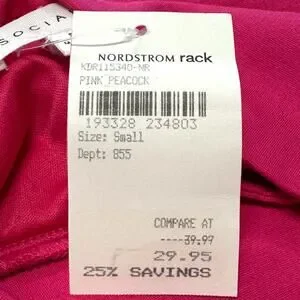 SOCIAL
NORDSTROM rack
KDR115340-MR
PINK PEACOCK
193328 234803
Size: Small
Dept: 855
COMPARE AT
----39.97
29.95
25% SAVINGS